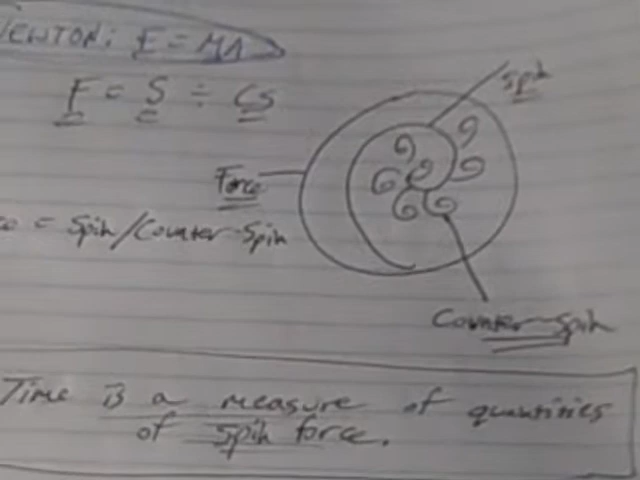 NEWTON: F = MA
F = S ÷ CS
Spin
Force
= Spin/Counter-Spin
Counter-Spin
Time is a measure of quantities
of Spin force.